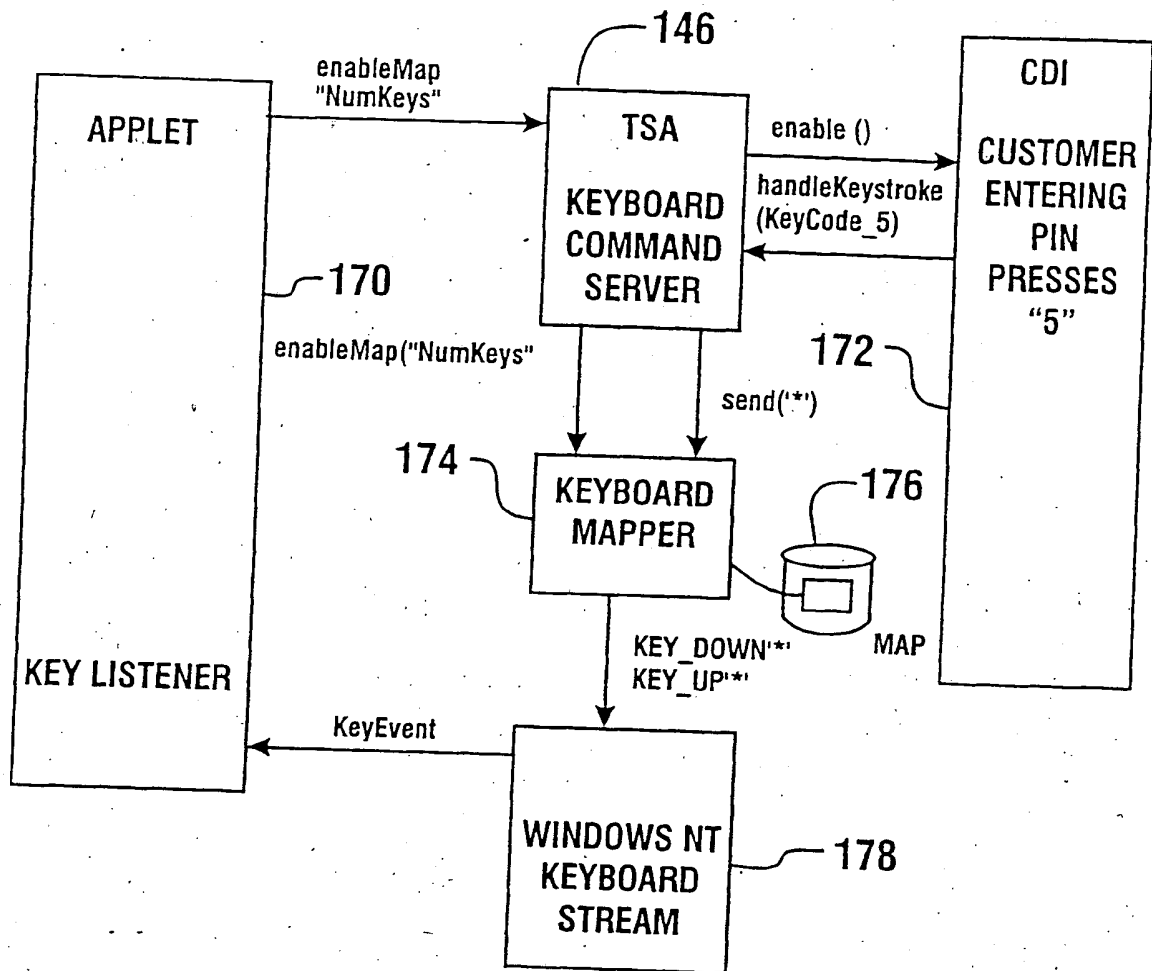 146
enableMap
"NumKeys"
APPLET
TSA
KEYBOARD
COMMAND
SERVER
enable ()
handleKeystroke
(KeyCode_5)
CDI
CUSTOMER
ENTERING
PIN
PRESSES
“5”
170
enableMap("NumKeys"
172
send('*')
174
KEYBOARD
MAPPER
176
MAP
KEY_DOWN'*'
KEY_UP'*'
KEY LISTENER
KeyEvent
WINDOWS NT
KEYBOARD
STREAM
178